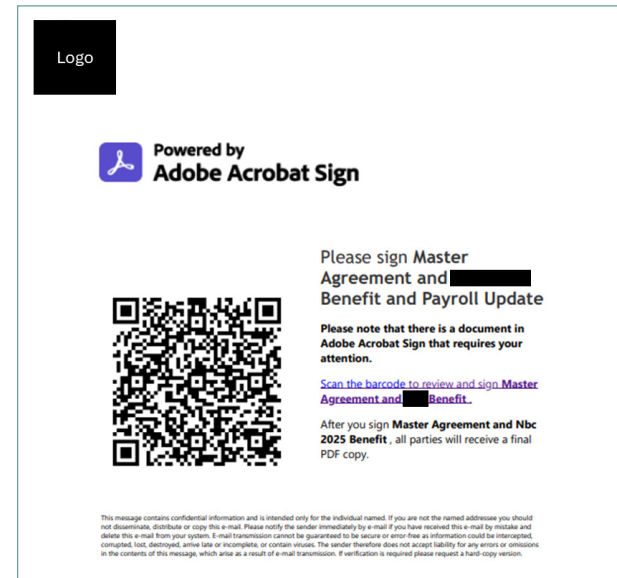 Logo
Powered by
Adobe Acrobat Sign
Please sign Master
Agreement and
Benefit and Payroll Update
Please note that there is a document in
Adobe Acrobat Sign that requires your
attention.
Scan the barcode to review and sign Master
Agreement and Benefit .
After you sign Master Agreement and Nbc
2025 Benefit , all parties will receive a final
PDF copy.
This message contains confidential information and is intended only for the individual named. If you are not the named addressee you should
not disseminate, distribute or copy this e-mail. Please notify the sender immediately by e-mail if you have received this e-mail by mistake and
delete this e-mail from your system. E-mail transmission cannot be guaranteed to be secure or error-free as information could be intercepted,
corrupted, lost, destroyed, arrive late or incomplete, or contain viruses. The sender therefore does not accept liability for any errors or omissions
in the contents of this message, which arise as a result of e-mail transmission. If verification is required please request a hard-copy version.